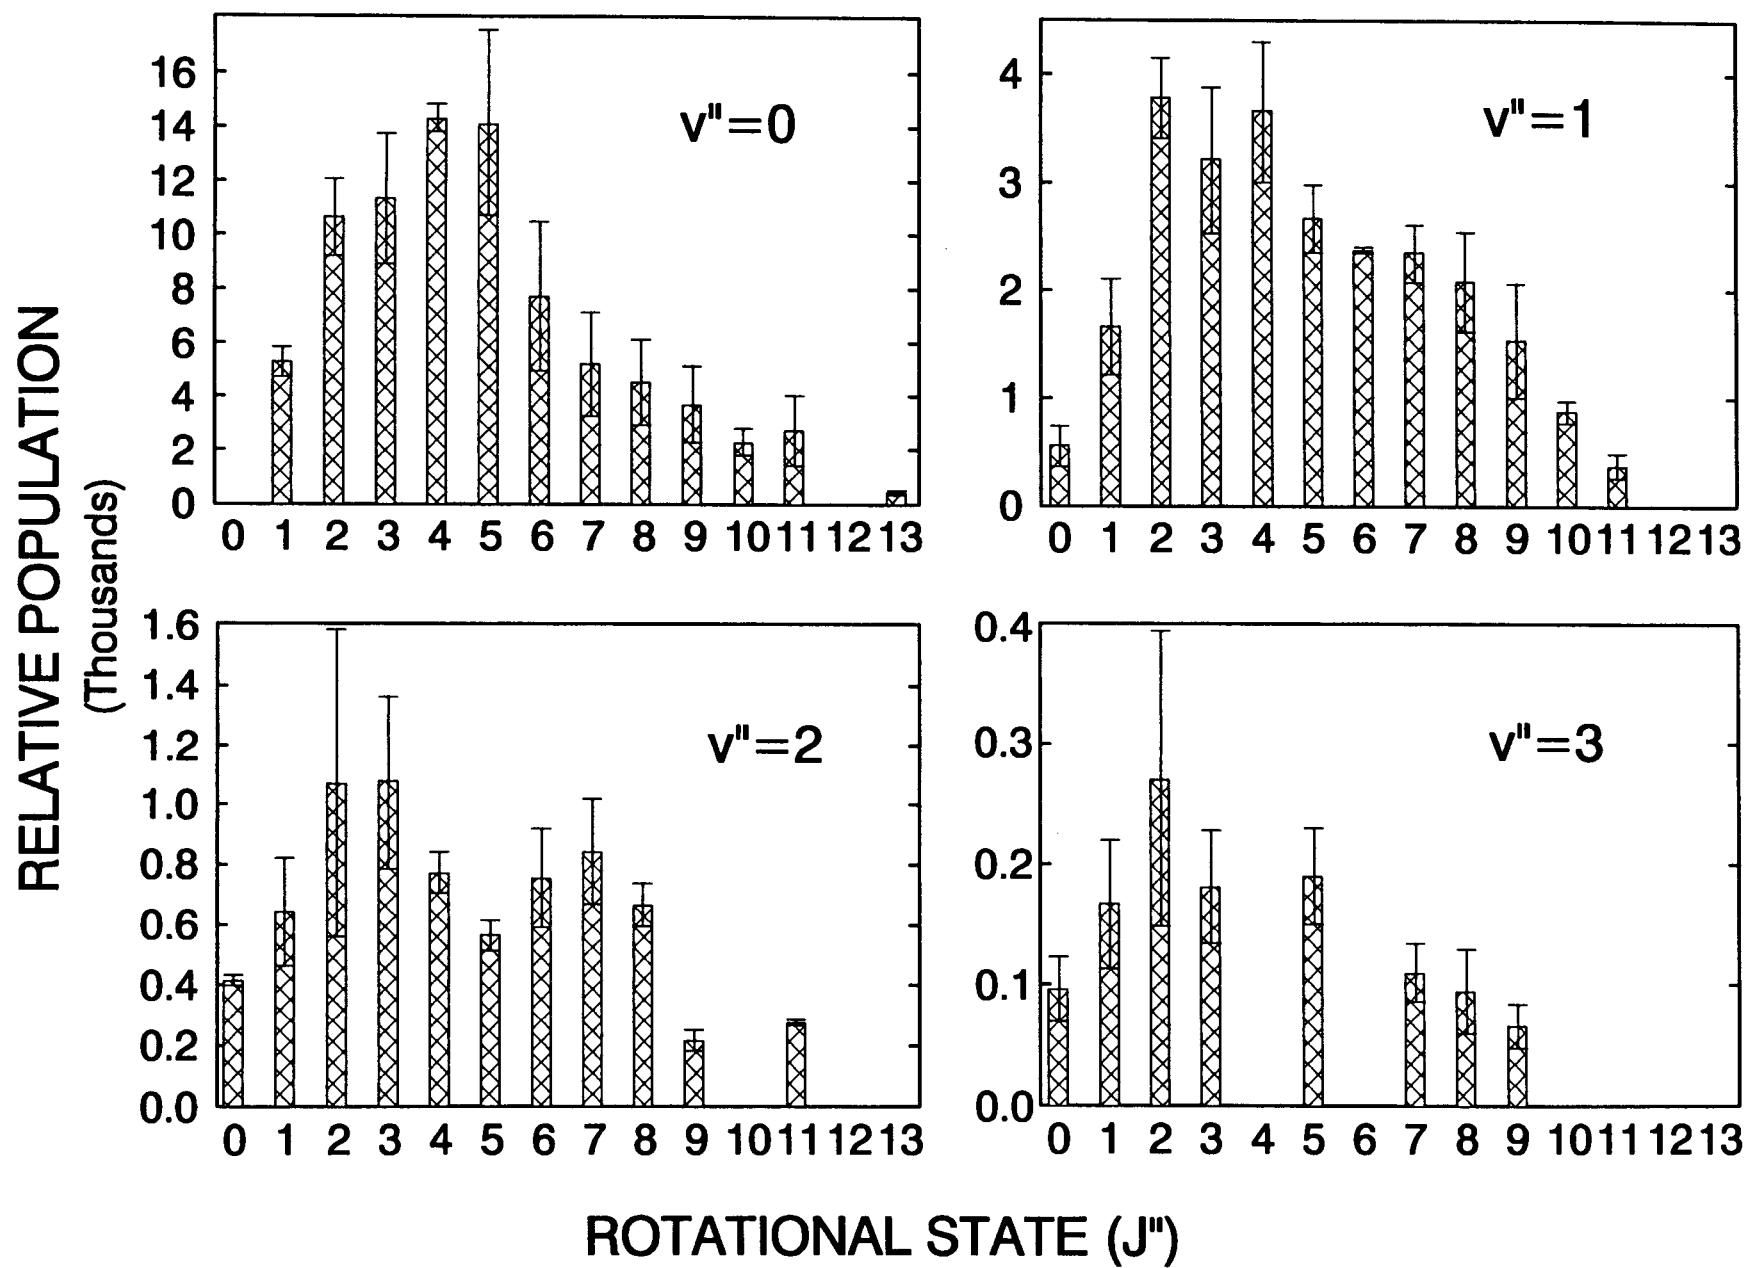 RELATIVE POPULATION
(Thousands)
16
14
12
10
8
6
4
2
0
v"=0
0 1 2 3 4 5 6 7 8 9 10 11 12 13
4
3
2
1
0
v"=1
0 1 2 3 4 5 6 7 8 9 10 11 12 13
1.6
1.4
1.2
1.0
0.8
0.6
0.4
0.2
0.0
v"=2
0 1 2 3 4 5 6 7 8 9 10 11 12 13
0.4
0.3
0.2
0.1
0.0
v"=3
0 1 2 3 4 5 6 7 8 9 10 11 12 13
ROTATIONAL STATE (J")